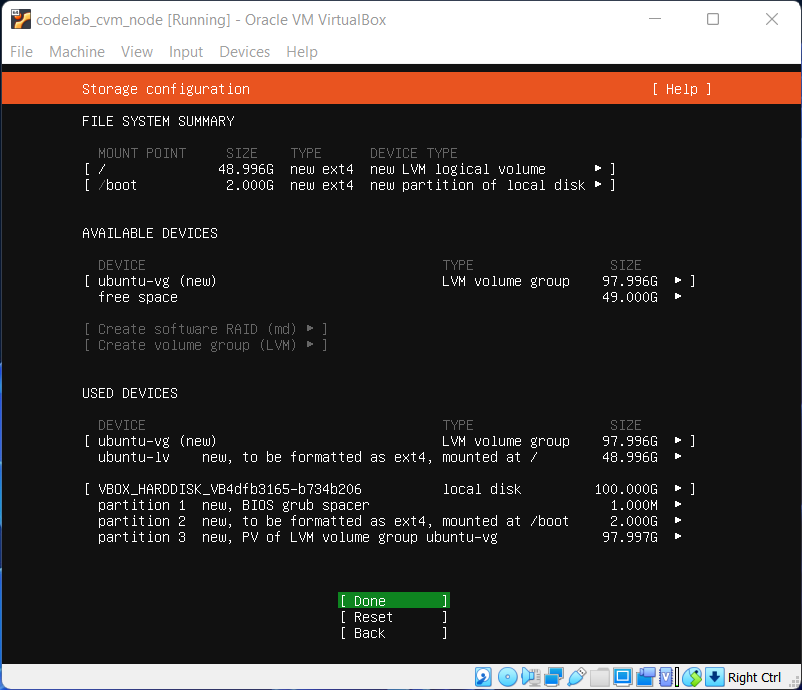 codelab_cvm_node [Running] - Oracle VM VirtualBox
File Machine View Input Devices Help
Storage configuration [ Help ]
FILE SYSTEM SUMMARY
MOUNT POINT SIZE TYPE DEVICE TYPE
[ / 48.996G new ext4 new LVM logical volume ▸ ]
[ /boot 2.000G new ext4 new partition of local disk ▸ ]
AVAILABLE DEVICES
DEVICE TYPE SIZE
[ ubuntu-vg (new) LVM volume group 97.996G ▸ ]
free space 49.000G ▸
[ Create software RAID (md) ▸ ]
[ Create volume group (LVM) ▸ ]
USED DEVICES
DEVICE TYPE SIZE
[ ubuntu-vg (new) LVM volume group 97.996G ▸ ]
ubuntu-lv new, to be formatted as ext4, mounted at / 48.996G ▸
[ VBOX_HARDDISK_VB4dfb3165-b734b206 local disk 100.000G ▸ ]
partition 1 new, BIOS grub spacer 1.000M ▸
partition 2 new, to be formatted as ext4, mounted at /boot 2.000G ▸
partition 3 new, PV of LVM volume group ubuntu-vg 97.997G ▸
[ Done ]
[ Reset ]
[ Back ]
Right Ctrl